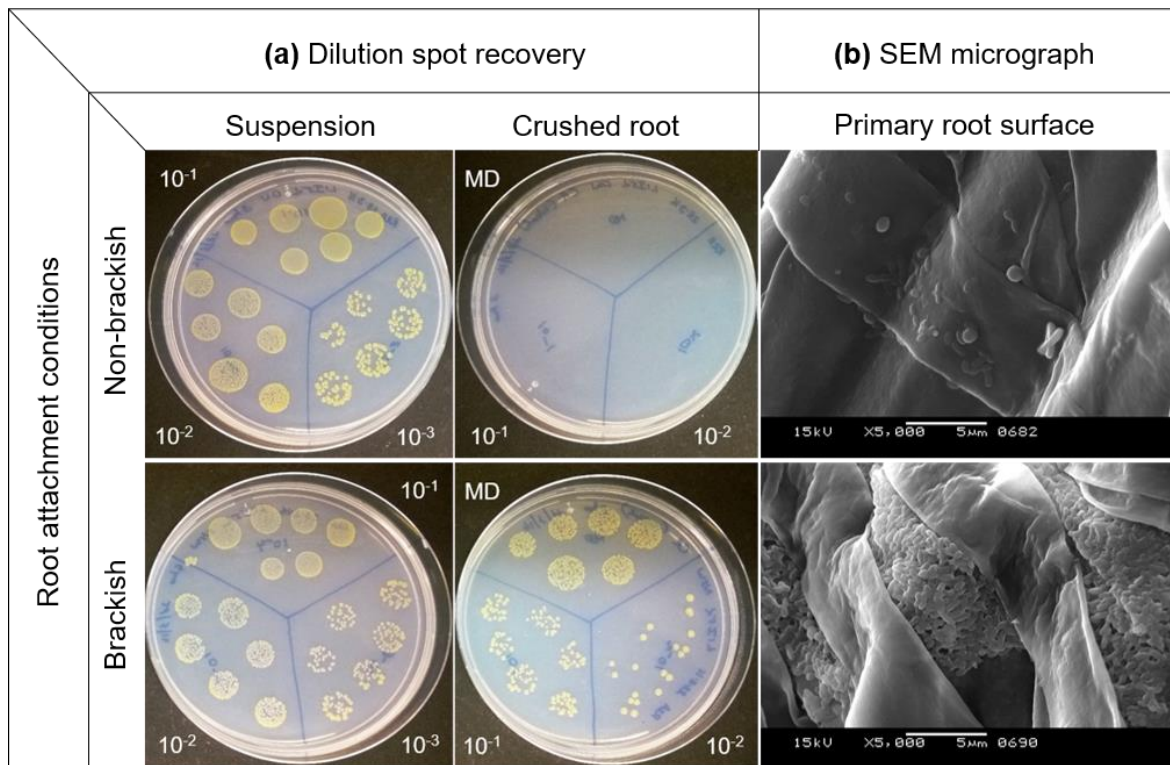 (a) Dilution spot recovery
(b) SEM micrograph
Suspension
Crushed root
Primary root surface
Root attachment conditions
Non-brackish
10⁻¹
10⁻²
10⁻³
MD
10⁻¹
10⁻²
15kV X5,000 5μm 0682
Brackish
10⁻¹
10⁻²
10⁻³
MD
10⁻¹
10⁻²
15kV X5,000 5μm 0690